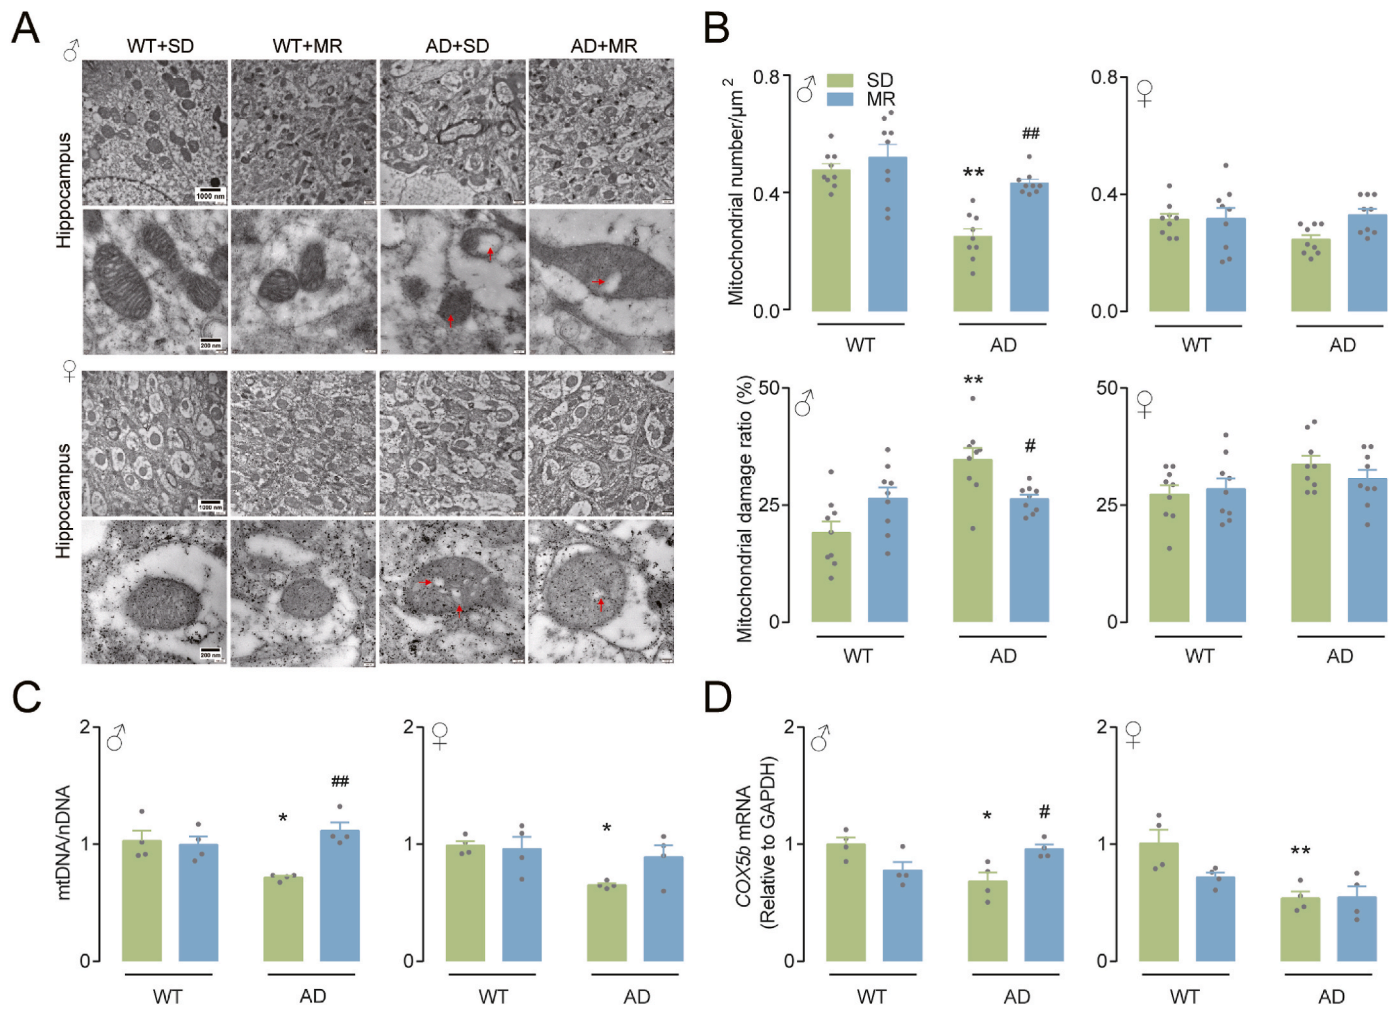 A
WT+SD WT+MR AD+SD AD+MR
♂
Hippocampus
1000 nm
200 nm
♀
Hippocampus
1000 nm
200 nm
B
Mitochondrial number/µm2
0.8
0.4
0.0
♂
SD
MR
**
##
WT AD
0.8
0.4
0.0
♀
WT AD
Mitochondrial damage ratio (%)
50
25
0
♂
**
#
WT AD
50
25
0
♀
WT AD
C
mtDNA/nDNA
2
1
0
♂
*
##
WT AD
2
1
0
♀
*
WT AD
D
COX5b mRNA
(Relative to GAPDH)
2
1
0
♂
*
#
WT AD
2
1
0
♀
**
WT AD